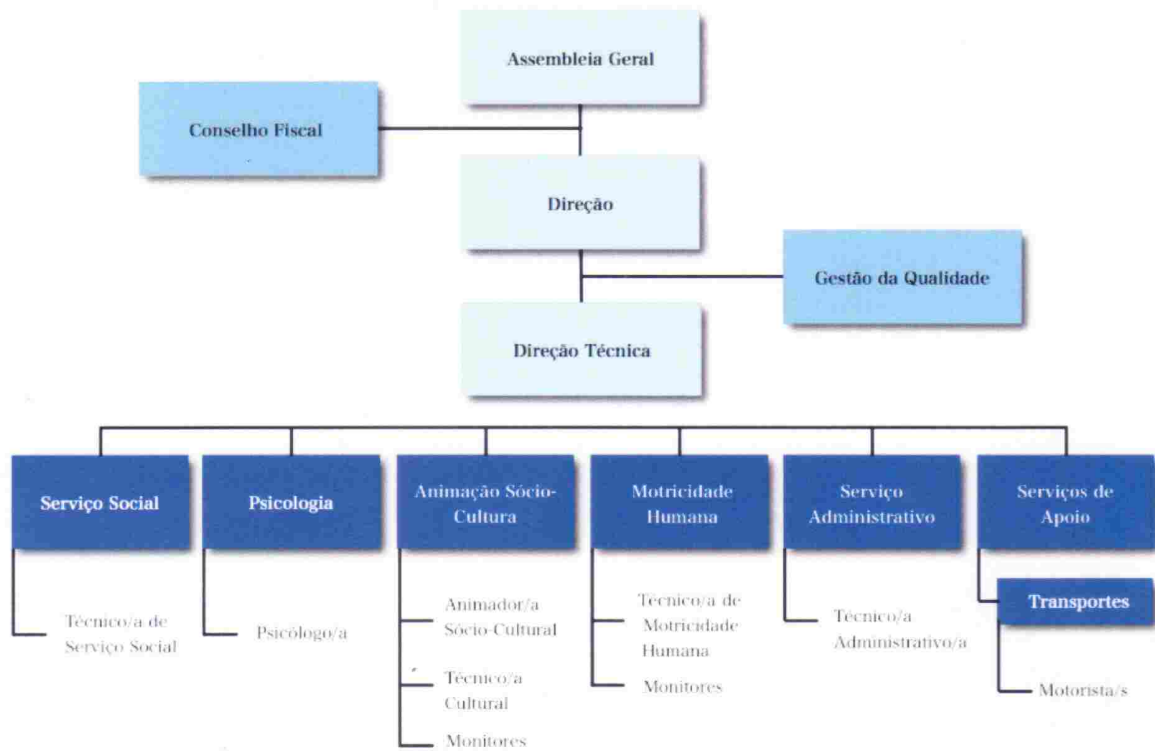 Assembleia Geral
Conselho Fiscal
Direção
Gestão da Qualidade
Direção Técnica
Serviço Social
Psicologia
Animação Sócio-
Cultura
Motricidade
Humana
Serviço
Administrativo
Serviços de
Apoio
Técnico/a de
Serviço Social
Psicólogo/a
Animador/a
Sócio-Cultural
Técnico/a
Cultural
Monitores
Técnico/a de
Motricidade
Humana
Monitores
Técnico/a
Administrativo/a
Transportes
Motorista/s